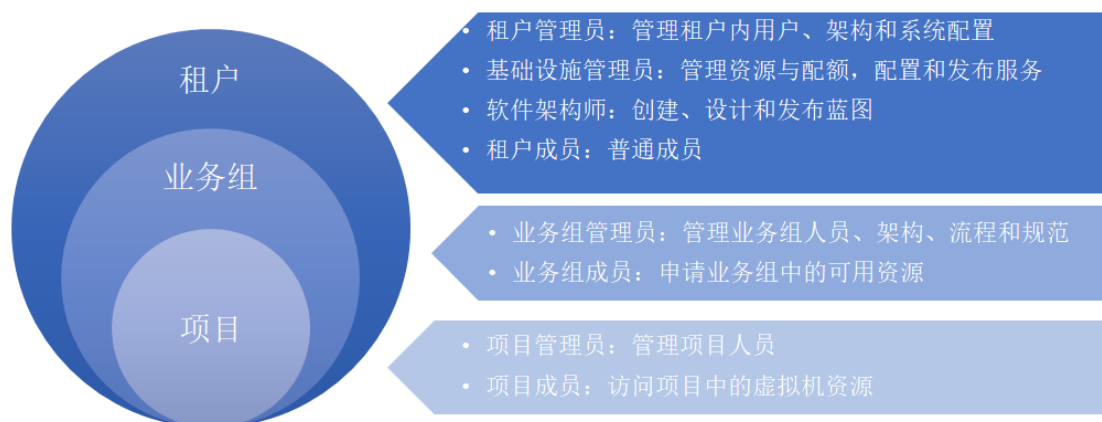 租户
业务组
项目
• 租户管理员：管理租户内用户、架构和系统配置
• 基础设施管理员：管理资源与配额，配置和发布服务
• 软件架构师：创建、设计和发布蓝图
• 租户成员：普通成员
• 业务组管理员：管理业务组人员、架构、流程和规范
• 业务组成员：申请业务组中的可用资源
• 项目管理员：管理项目人员
• 项目成员：访问项目中的虚拟机资源